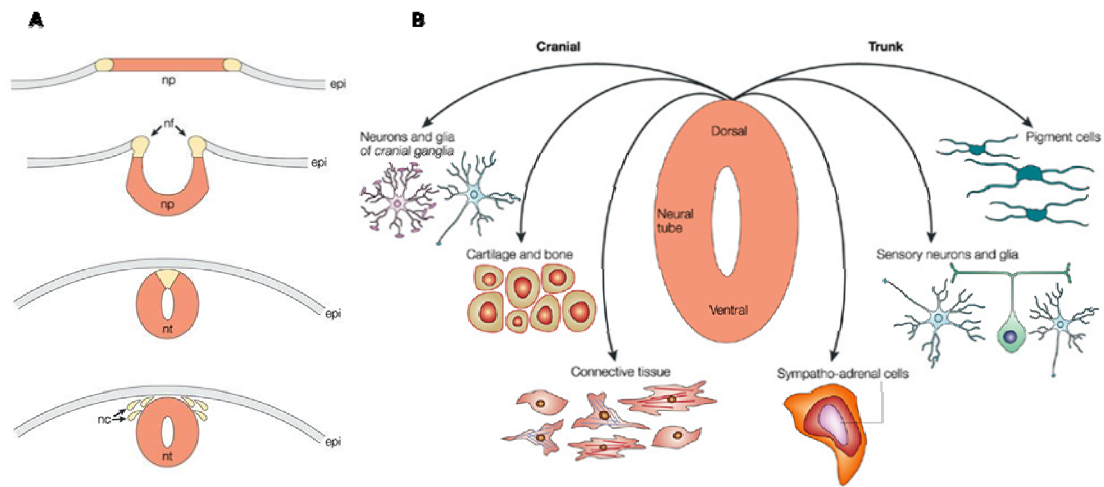 A
np
epi
nf
epi
np
epi
nt
nc
epi
nt
B
Cranial
Trunk
Neurons and glia
of cranial ganglia
Cartilage and bone
Connective tissue
Dorsal
Neural
tube
Ventral
Pigment cells
Sensory neurons and glia
Sympatho-adrenal cells